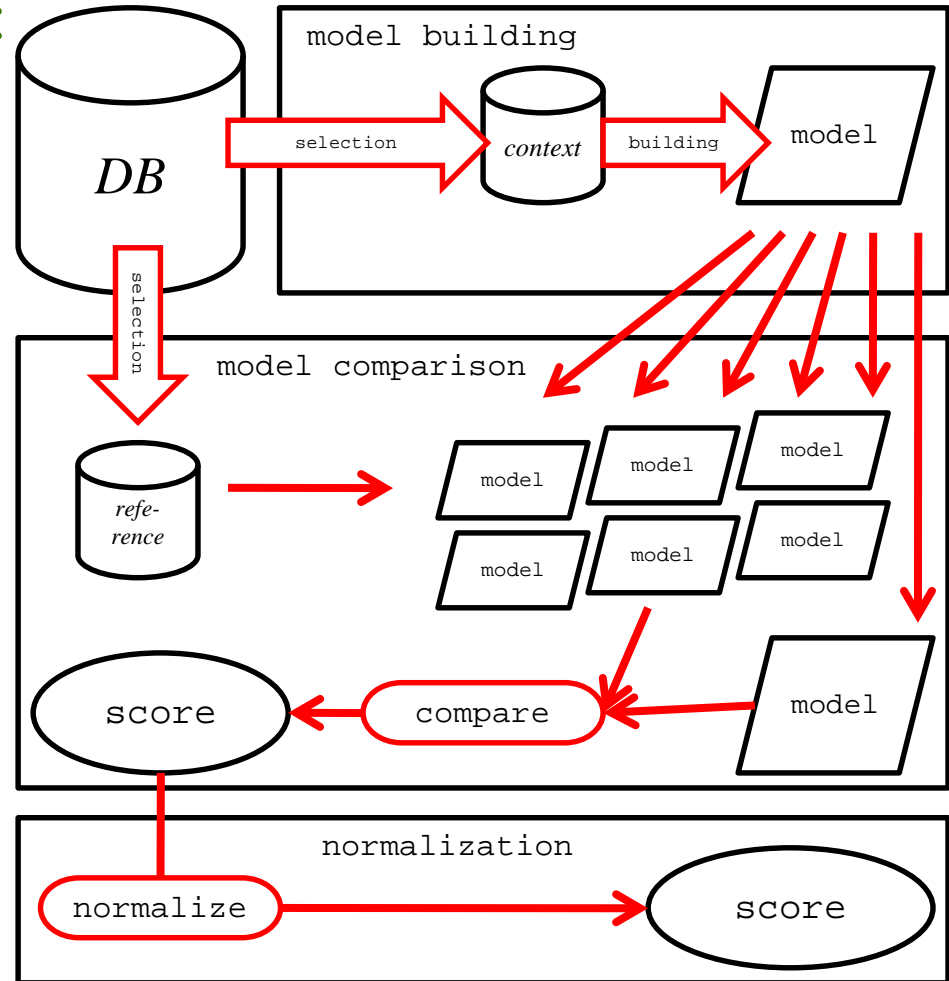 model building
DB
selection
context
building
model
selection
model comparison
refe-
rence
model
model
model
model
model
model
score
compare
model
normalization
normalize
score